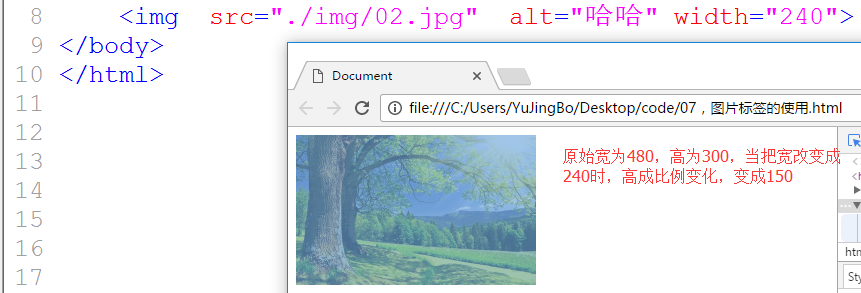 8 <img src="./img/02.jpg" alt="哈哈" width="240">
9 </body>
10 </html>
11
12
13
14
15
16
17
Document
file:///C:/Users/YuJingBo/Desktop/code/07，图片标签的使用.html
原始宽为480，高为300，当把宽改变成
240时，高成比例变化，变成150
<
<h
...
htm
Sty